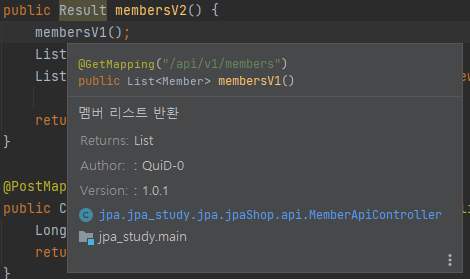 public Result membersV2() {
membersV1();
List
List
retu
}
@PostMap
public C
Long
retu
@GetMapping("/api/v1/members")
public List<Member> membersV1()
멤버 리스트 반환
Returns: List
Author: : QuiD-0
Version: : 1.0.1
jpa.jpa_study.jpa.jpaShop.api.MemberApiController
jpa_study.main